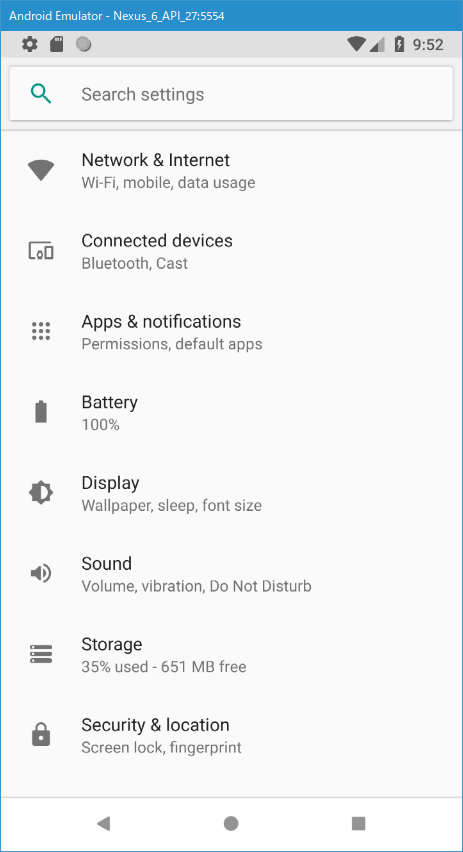 Android Emulator - Nexus_6_API_27:5554
9:52
Search settings
Network & Internet
Wi-Fi, mobile, data usage
Connected devices
Bluetooth, Cast
Apps & notifications
Permissions, default apps
Battery
100%
Display
Wallpaper, sleep, font size
Sound
Volume, vibration, Do Not Disturb
Storage
35% used - 651 MB free
Security & location
Screen lock, fingerprint